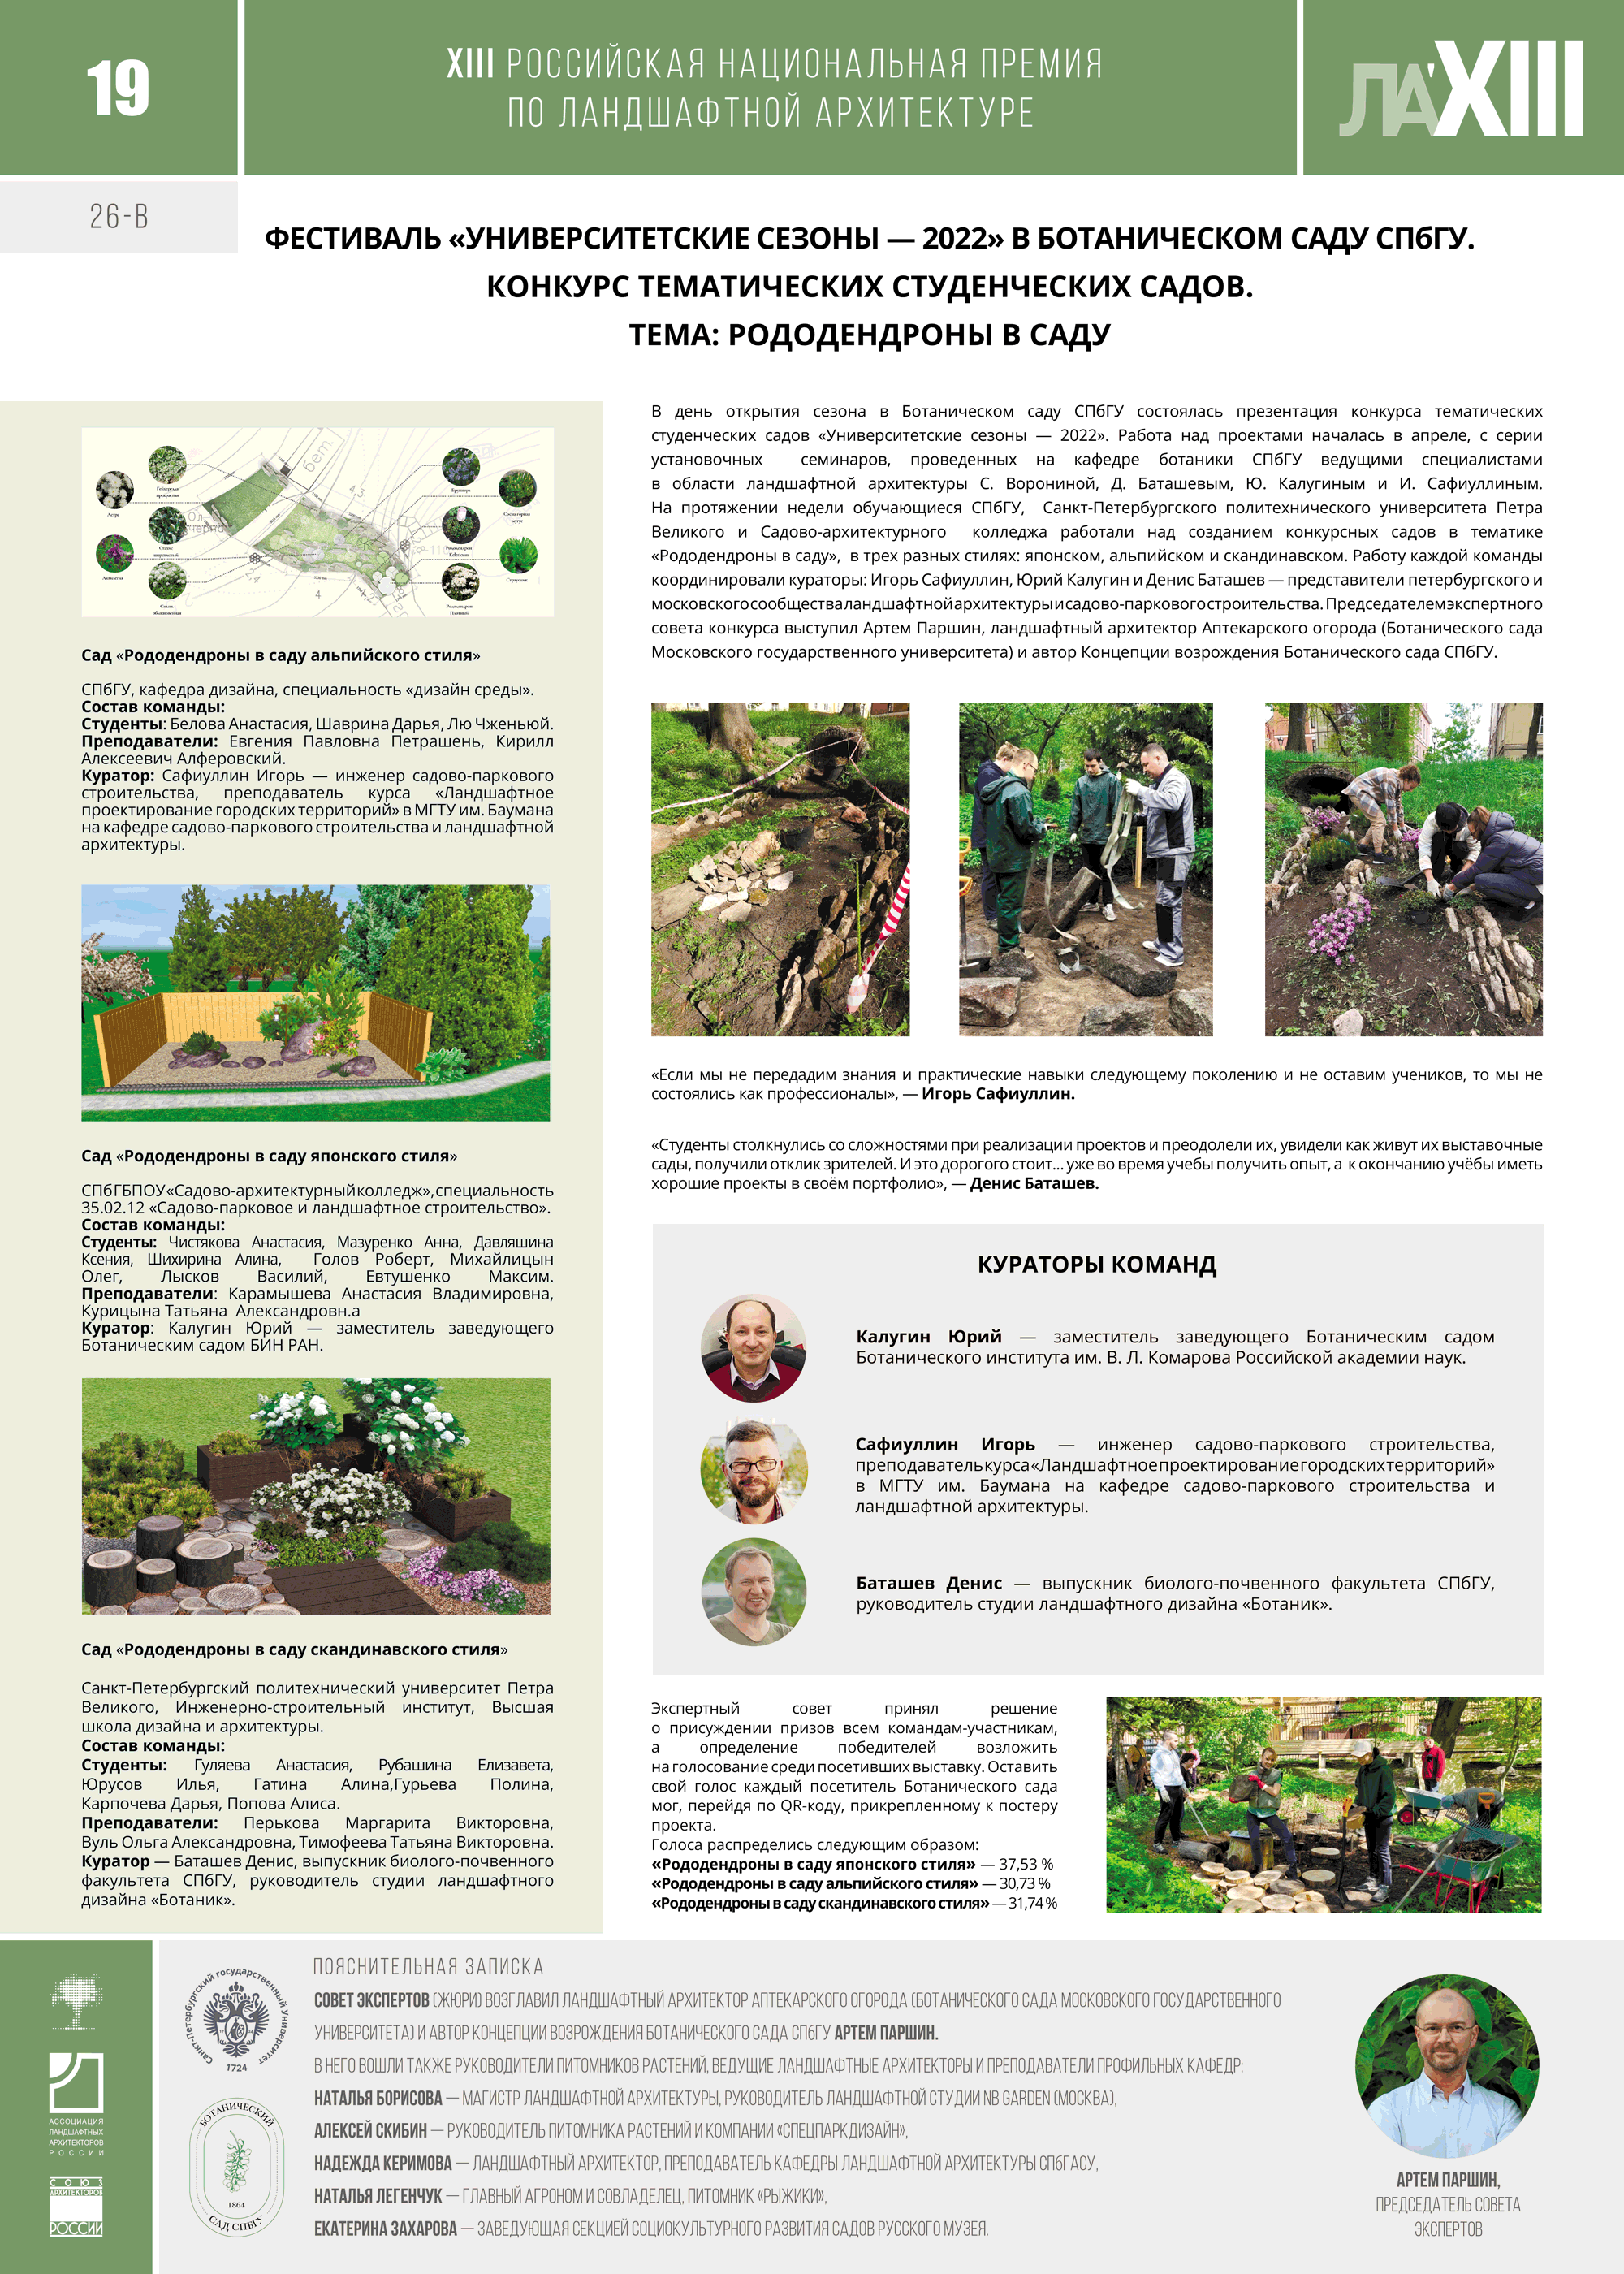 19
XIII РОССИЙСКАЯ НАЦИОНАЛЬНАЯ ПРЕМИЯ
ПО ЛАНДШАФТНОЙ АРХИТЕКТУРЕ
ЛА'XIII
26-В
ФЕСТИВАЛЬ «УНИВЕРСИТЕТСКИЕ СЕЗОНЫ — 2022» В БОТАНИЧЕСКОМ САДУ СПбГУ.
КОНКУРС ТЕМАТИЧЕСКИХ СТУДЕНЧЕСКИХ САДОВ.
ТЕМА: РОДОДЕНДРОНЫ В САДУ
Астра
Бруннера
Сад «Рододендроны в саду альпийского стиля»
СПбГУ, кафедра дизайна, специальность «дизайн среды».
Состав команды:
Студенты: Белова Анастасия, Шаврина Дарья, Лю Чженьюй.
Преподаватели: Евгения Павловна Петрашень, Кирилл
Алексеевич Алферовский.
Куратор: Сафиуллин Игорь — инженер садово-паркового
строительства, преподаватель курса «Ландшафтное
проектирование городских территорий» в МГТУ им. Баумана
на кафедре садово-паркового строительства и ландшафтной
архитектуры.
Сад «Рододендроны в саду японского стиля»
СПб ГБПОУ «Садово-архитектурный колледж», специальность
35.02.12 «Садово-парковое и ландшафтное строительство».
Состав команды:
Студенты: Чистякова Анастасия, Мазуренко Анна, Давляшина
Ксения, Шихирина Алина, Голов Роберт, Михайлицын
Олег, Лысков Василий, Евтушенко Максим.
Преподаватели: Карамышева Анастасия Владимировна,
Курицына Татьяна Александровн.а
Куратор: Калугин Юрий — заместитель заведующего
Ботаническим садом БИН РАН.
Сад «Рододендроны в саду скандинавского стиля»
Санкт-Петербургский политехнический университет Петра
Великого, Инженерно-строительный институт, Высшая
школа дизайна и архитектуры.
Состав команды:
Студенты: Гуляева Анастасия, Рубашина Елизавета,
Юрусов Илья, Гатина Алина,Гурьева Полина,
Карпочева Дарья, Попова Алиса.
Преподаватели: Перькова Маргарита Викторовна,
Вуль Ольга Александровна, Тимофеева Татьяна Викторовна.
Куратор — Баташев Денис, выпускник биолого-почвенного
факультета СПбГУ, руководитель студии ландшафтного
дизайна «Ботаник».
В день открытия сезона в Ботаническом саду СПбГУ состоялась презентация конкурса тематических
студенческих садов «Университетские сезоны — 2022». Работа над проектами началась в апреле, с серии
установочных семинаров, проведенных на кафедре ботаники СПбГУ ведущими специалистами
в области ландшафтной архитектуры С. Ворониной, Д. Баташевым, Ю. Калугиным и И. Сафиуллиным.
На протяжении недели обучающиеся СПбГУ, Санкт-Петербургского политехнического университета Петра
Великого и Садово-архитектурного колледжа работали над созданием конкурсных садов в тематике
«Рододендроны в саду», в трех разных стилях: японском, альпийском и скандинавском. Работу каждой команды
координировали кураторы: Игорь Сафиуллин, Юрий Калугин и Денис Баташев — представители петербургского и
московского сообщества ландшафтной архитектуры и садово-паркового строительства. Председателем экспертного
совета конкурса выступил Артем Паршин, ландшафтный архитектор Аптекарского огорода (Ботанического сада
Московского государственного университета) и автор Концепции возрождения Ботанического сада СПбГУ.
«Если мы не передадим знания и практические навыки следующему поколению и не оставим учеников, то мы не
состоялись как профессионалы», — Игорь Сафиуллин.
«Студенты столкнулись со сложностями при реализации проектов и преодолели их, увидели как живут их выставочные
сады, получили отклик зрителей. И это дорогого стоит... уже во время учебы получить опыт, а к окончанию учёбы иметь
хорошие проекты в своём портфолио», — Денис Баташев.
КУРАТОРЫ КОМАНД
Калугин Юрий — заместитель заведующего Ботаническим садом
Ботанического института им. В. Л. Комарова Российской академии наук.
Сафиуллин Игорь — инженер садово-паркового строительства,
преподаватель курса «Ландшафтное проектирование городских территорий»
в МГТУ им. Баумана на кафедре садово-паркового строительства и
ландшафтной архитектуры.
Баташев Денис — выпускник биолого-почвенного факультета СПбГУ,
руководитель студии ландшафтного дизайна «Ботаник».
Экспертный совет принял решение
о присуждении призов всем командам-участникам,
а определение победителей возложить
на голосование среди посетивших выставку. Оставить
свой голос каждый посетитель Ботанического сада
мог, перейдя по QR-коду, прикрепленному к постеру
проекта.
Голоса распределись следующим образом:
«Рододендроны в саду японского стиля» — 37,53 %
«Рододендроны в саду альпийского стиля» — 30,73 %
«Рододендроны в саду скандинавского стиля» — 31,74 %
АССОЦИАЦИЯ
ЛАНДШАФТНЫХ
АРХИТЕКТОРОВ
РОССИИ
СОЮЗ
АРХИТЕКТОРОВ
РОССИИ
Санкт-Петербургский государственный университет
1724
БОТАНИЧЕСКИЙ
1864
САД СПбГУ
ПОЯСНИТЕЛЬНАЯ ЗАПИСКА
СОВЕТ ЭКСПЕРТОВ (ЖЮРИ) ВОЗГЛАВИЛ ЛАНДШАФТНЫЙ АРХИТЕКТОР АПТЕКАРСКОГО ОГОРОДА (БОТАНИЧЕСКОГО САДА МОСКОВСКОГО ГОСУДАРСТВЕННОГО
УНИВЕРСИТЕТА) И АВТОР КОНЦЕПЦИИ ВОЗРОЖДЕНИЯ БОТАНИЧЕСКОГО САДА СПбГУ АРТЕМ ПАРШИН.
В НЕГО ВОШЛИ ТАКЖЕ РУКОВОДИТЕЛИ ПИТОМНИКОВ РАСТЕНИЙ, ВЕДУЩИЕ ЛАНДШАФТНЫЕ АРХИТЕКТОРЫ И ПРЕПОДАВАТЕЛИ ПРОФИЛЬНЫХ КАФЕДР:
НАТАЛЬЯ БОРИСОВА — МАГИСТР ЛАНДШАФТНОЙ АРХИТЕКТУРЫ, РУКОВОДИТЕЛЬ ЛАНДШАФТНОЙ СТУДИИ NB GARDEN (МОСКВА),
АЛЕКСЕЙ СКИБИН — РУКОВОДИТЕЛЬ ПИТОМНИКА РАСТЕНИЙ И КОМПАНИИ «СПЕЦПАРКДИЗАЙН»,
НАДЕЖДА КЕРИМОВА — ЛАНДШАФТНЫЙ АРХИТЕКТОР, ПРЕПОДАВАТЕЛЬ КАФЕДРЫ ЛАНДШАФТНОЙ АРХИТЕКТУРЫ СПбГАСУ,
НАТАЛЬЯ ЛЕГЕНЧУК — ГЛАВНЫЙ АГРОНОМ И СОВЛАДЕЛЕЦ, ПИТОМНИК «РЫЖИКИ»,
ЕКАТЕРИНА ЗАХАРОВА — ЗАВЕДУЮЩАЯ СЕКЦИЕЙ СОЦИОКУЛЬТУРНОГО РАЗВИТИЯ САДОВ РУССКОГО МУЗЕЯ.
АРТЕМ ПАРШИН,
ПРЕДСЕДАТЕЛЬ СОВЕТА
ЭКСПЕРТОВ